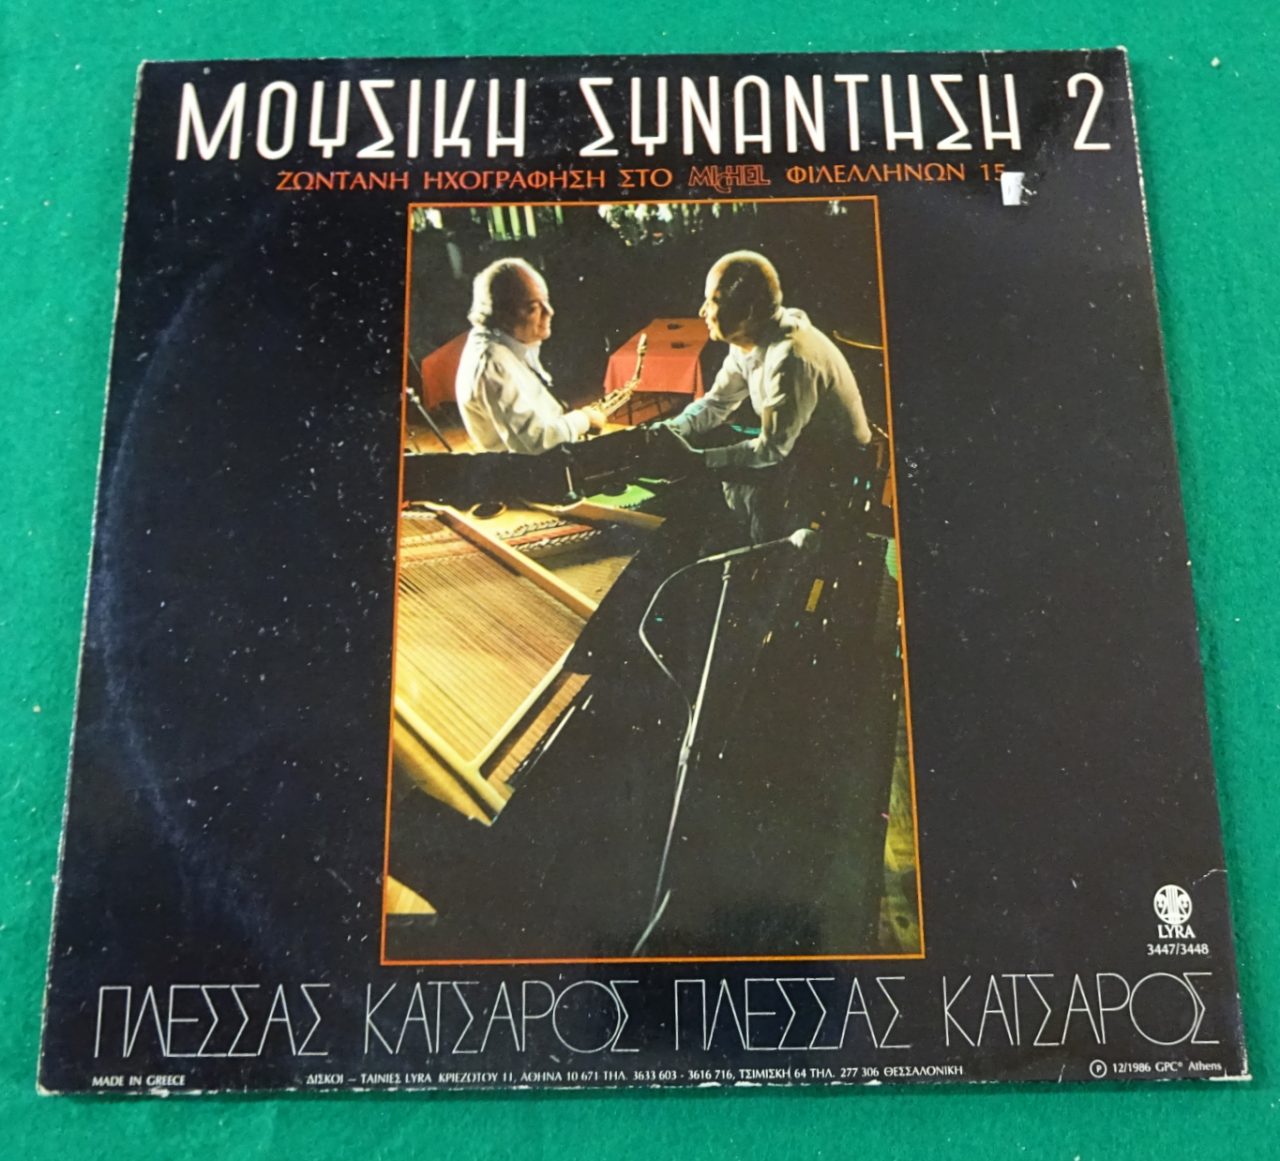 ΜΟΥΣΙΚΗ ΣΥΝΑΝΤΗΣΗ 2
ΖΩΝΤΑΝΗ ΗΧΟΓΡΑΦΗΣΗ ΣΤΟ MICHEL ΦΙΛΕΛΛΗΝΩΝ 15
LYRA
3447/3448
ΠΛΕΣΣΑΣ ΚΑΤΣΑΡΟΣ ΠΛΕΣΣΑΣ ΚΑΤΣΑΡΟΣ
MADE IN GREECE
ΔΙΣΚΟΙ – ΤΑΙΝΙΕΣ LYRA ΚΡΙΕΖΩΤΟΥ 11, ΑΘΗΝΑ 10 671 ΤΗΛ. 3633 603 - 3616 716, ΤΣΙΜΙΣΚΗ 64 ΤΗΛ. 277 306 ΘΕΣΣΑΛΟΝΙΚΗ
℗ 12/1986 GPC® Athens